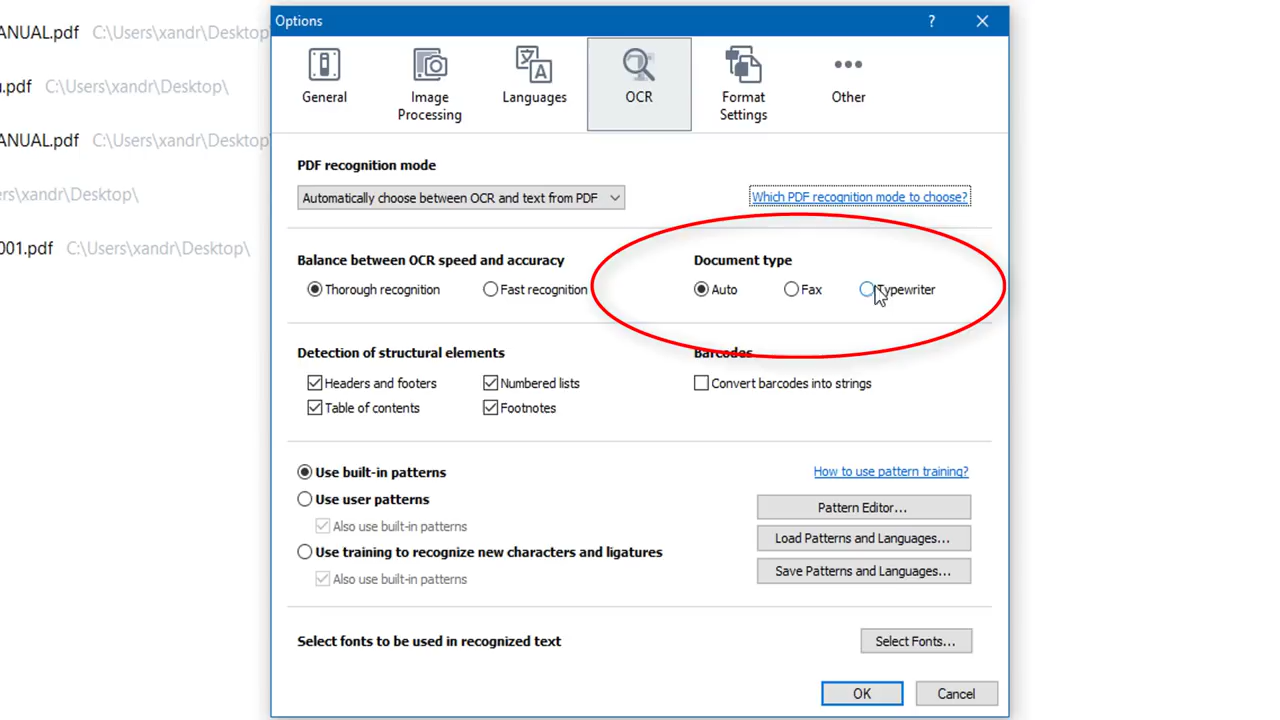 Options
?
General
Image Processing
Languages
OCR
Format Settings
Other
ANUAL.pdf C:\Users\xandr\Desktop\
.pdf C:\Users\xandr\Desktop\
ANUAL.pdf C:\Users\xandr\Desktop\
ers\xandr\Desktop\
001.pdf C:\Users\xandr\Desktop\
PDF recognition mode
Automatically choose between OCR and text from PDF
Which PDF recognition mode to choose?
Balance between OCR speed and accuracy
Thorough recognition Fast recognition
Document type
Auto Fax Typewriter
Detection of structural elements
Headers and footers Numbered lists
Table of contents Footnotes
Barcodes
Convert barcodes into strings
Use built-in patterns
Use user patterns
Also use built-in patterns
Use training to recognize new characters and ligatures
Also use built-in patterns
How to use pattern training?
Pattern Editor...
Load Patterns and Languages...
Save Patterns and Languages...
Select fonts to be used in recognized text
Select Fonts...
OK Cancel